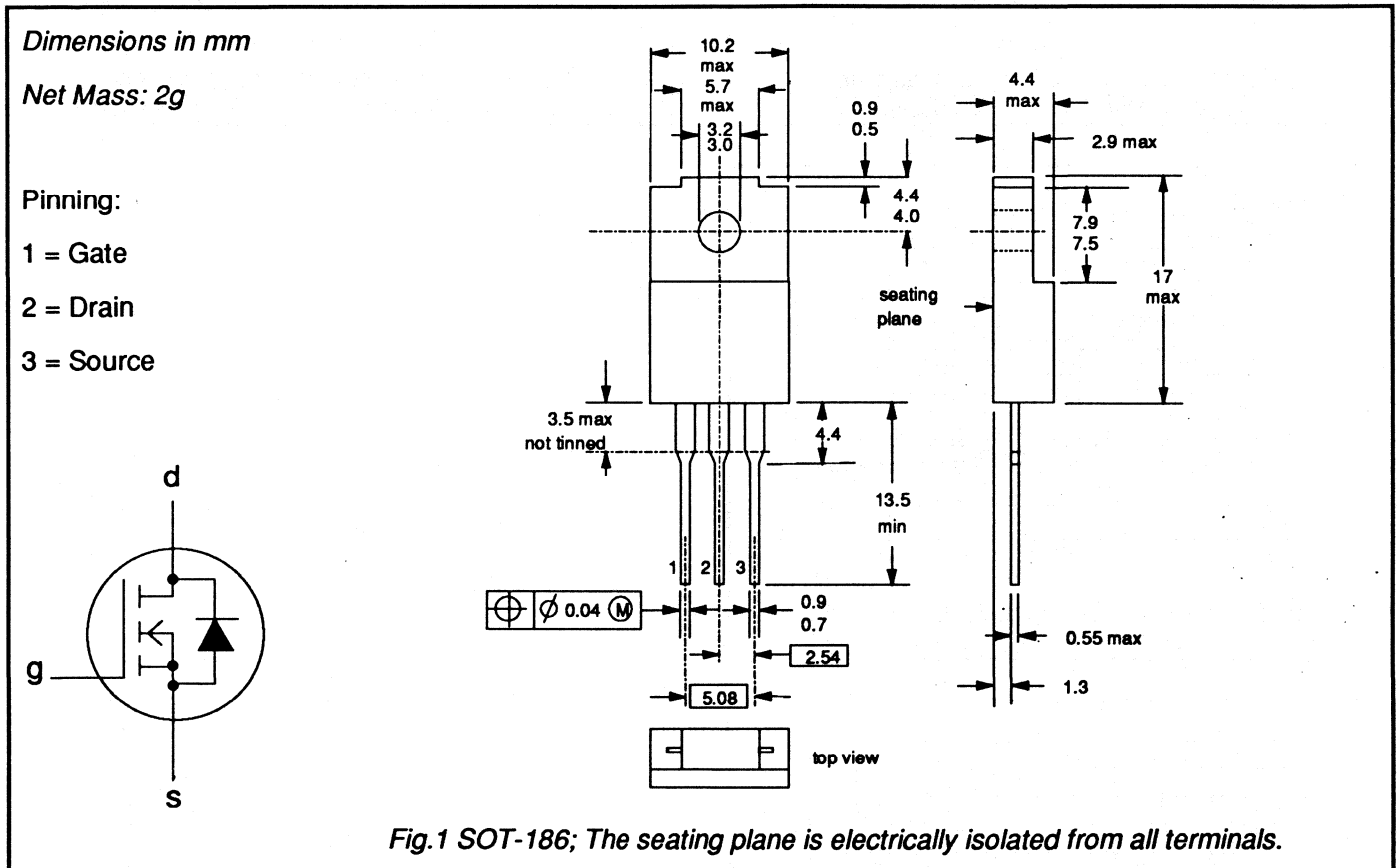 Dimensions in mm
Net Mass: 2g
Pinning:
1 = Gate
2 = Drain
3 = Source
d
g
s
10.2
max
5.7
max
3.2
3.0
0.9
0.5
4.4
4.0
seating
plane
3.5 max
not tinned
4.4
13.5
min
1 2 3
Ø 0.04 Ⓜ
0.9
0.7
2.54
5.08
top view
4.4
max
2.9 max
7.9
7.5
17
max
0.55 max
1.3
Fig.1 SOT-186; The seating plane is electrically isolated from all terminals.